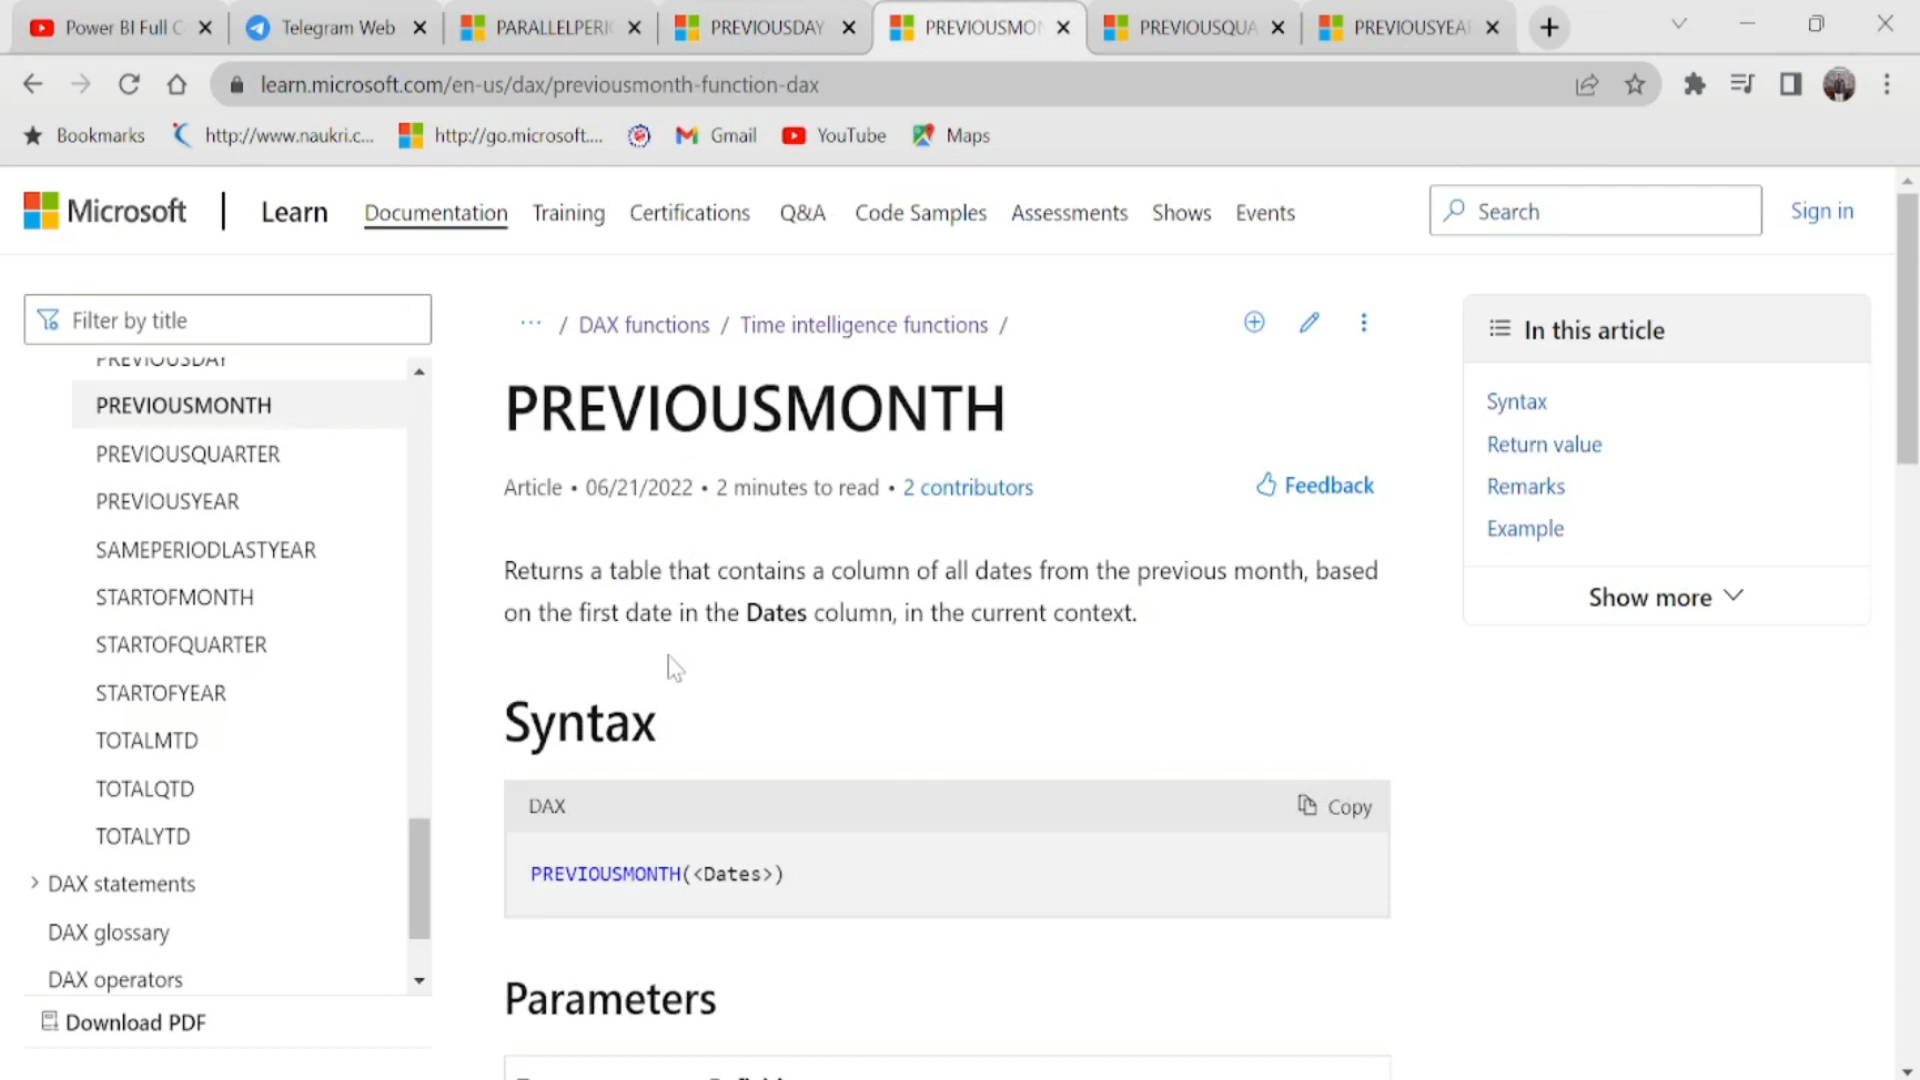 Power BI Full C
Telegram Web
PARALLELPERI
PREVIOUSDAY
PREVIOUSMO
PREVIOUSQUA
PREVIOUSYEA
learn.microsoft.com/en-us/dax/previousmonth-function-dax
Bookmarks
http://www.naukri.c...
http://go.microsoft....
Gmail
YouTube
Maps
Microsoft
Learn
Documentation
Training
Certifications
Q&A
Code Samples
Assessments
Shows
Events
Search
Sign in
Filter by title
PREVIOUSDAY
PREVIOUSMONTH
PREVIOUSQUARTER
PREVIOUSYEAR
SAMEPERIODLASTYEAR
STARTOFMONTH
STARTOFQUARTER
STARTOFYEAR
TOTALMTD
TOTALQTD
TOTALYTD
DAX statements
DAX glossary
DAX operators
Download PDF
··· / DAX functions / Time intelligence functions /
PREVIOUSMONTH
Article • 06/21/2022 • 2 minutes to read • 2 contributors
Feedback
Returns a table that contains a column of all dates from the previous month, based
on the first date in the Dates column, in the current context.
Syntax
DAX
Copy
PREVIOUSMONTH(<Dates>)
Parameters
In this article
Syntax
Return value
Remarks
Example
Show more